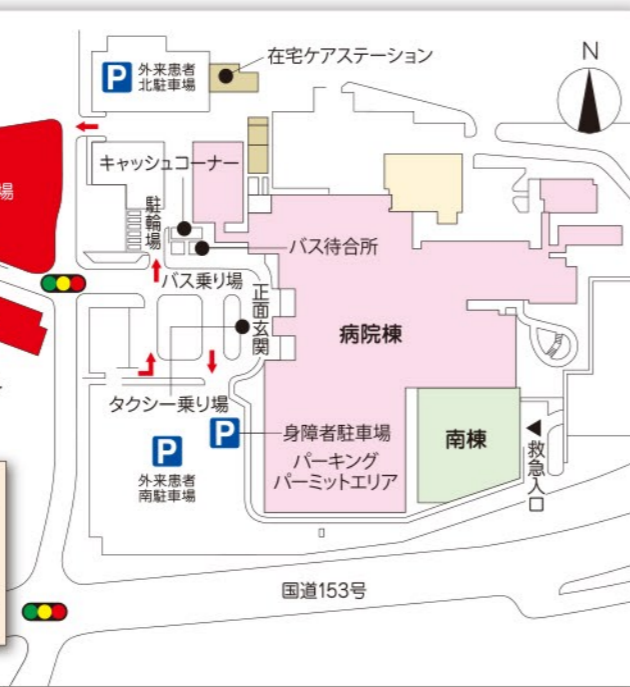 在宅ケアステーション
N
P
外来患者
北駐車場
キャッシュコーナー
場
駐輪場
バス待合所
バス乗り場
正面玄関
病院棟
タクシー乗り場
P
身障者駐車場
パーキング
パーミットエリア
P
外来患者
南駐車場
南棟
救急入口
国道153号